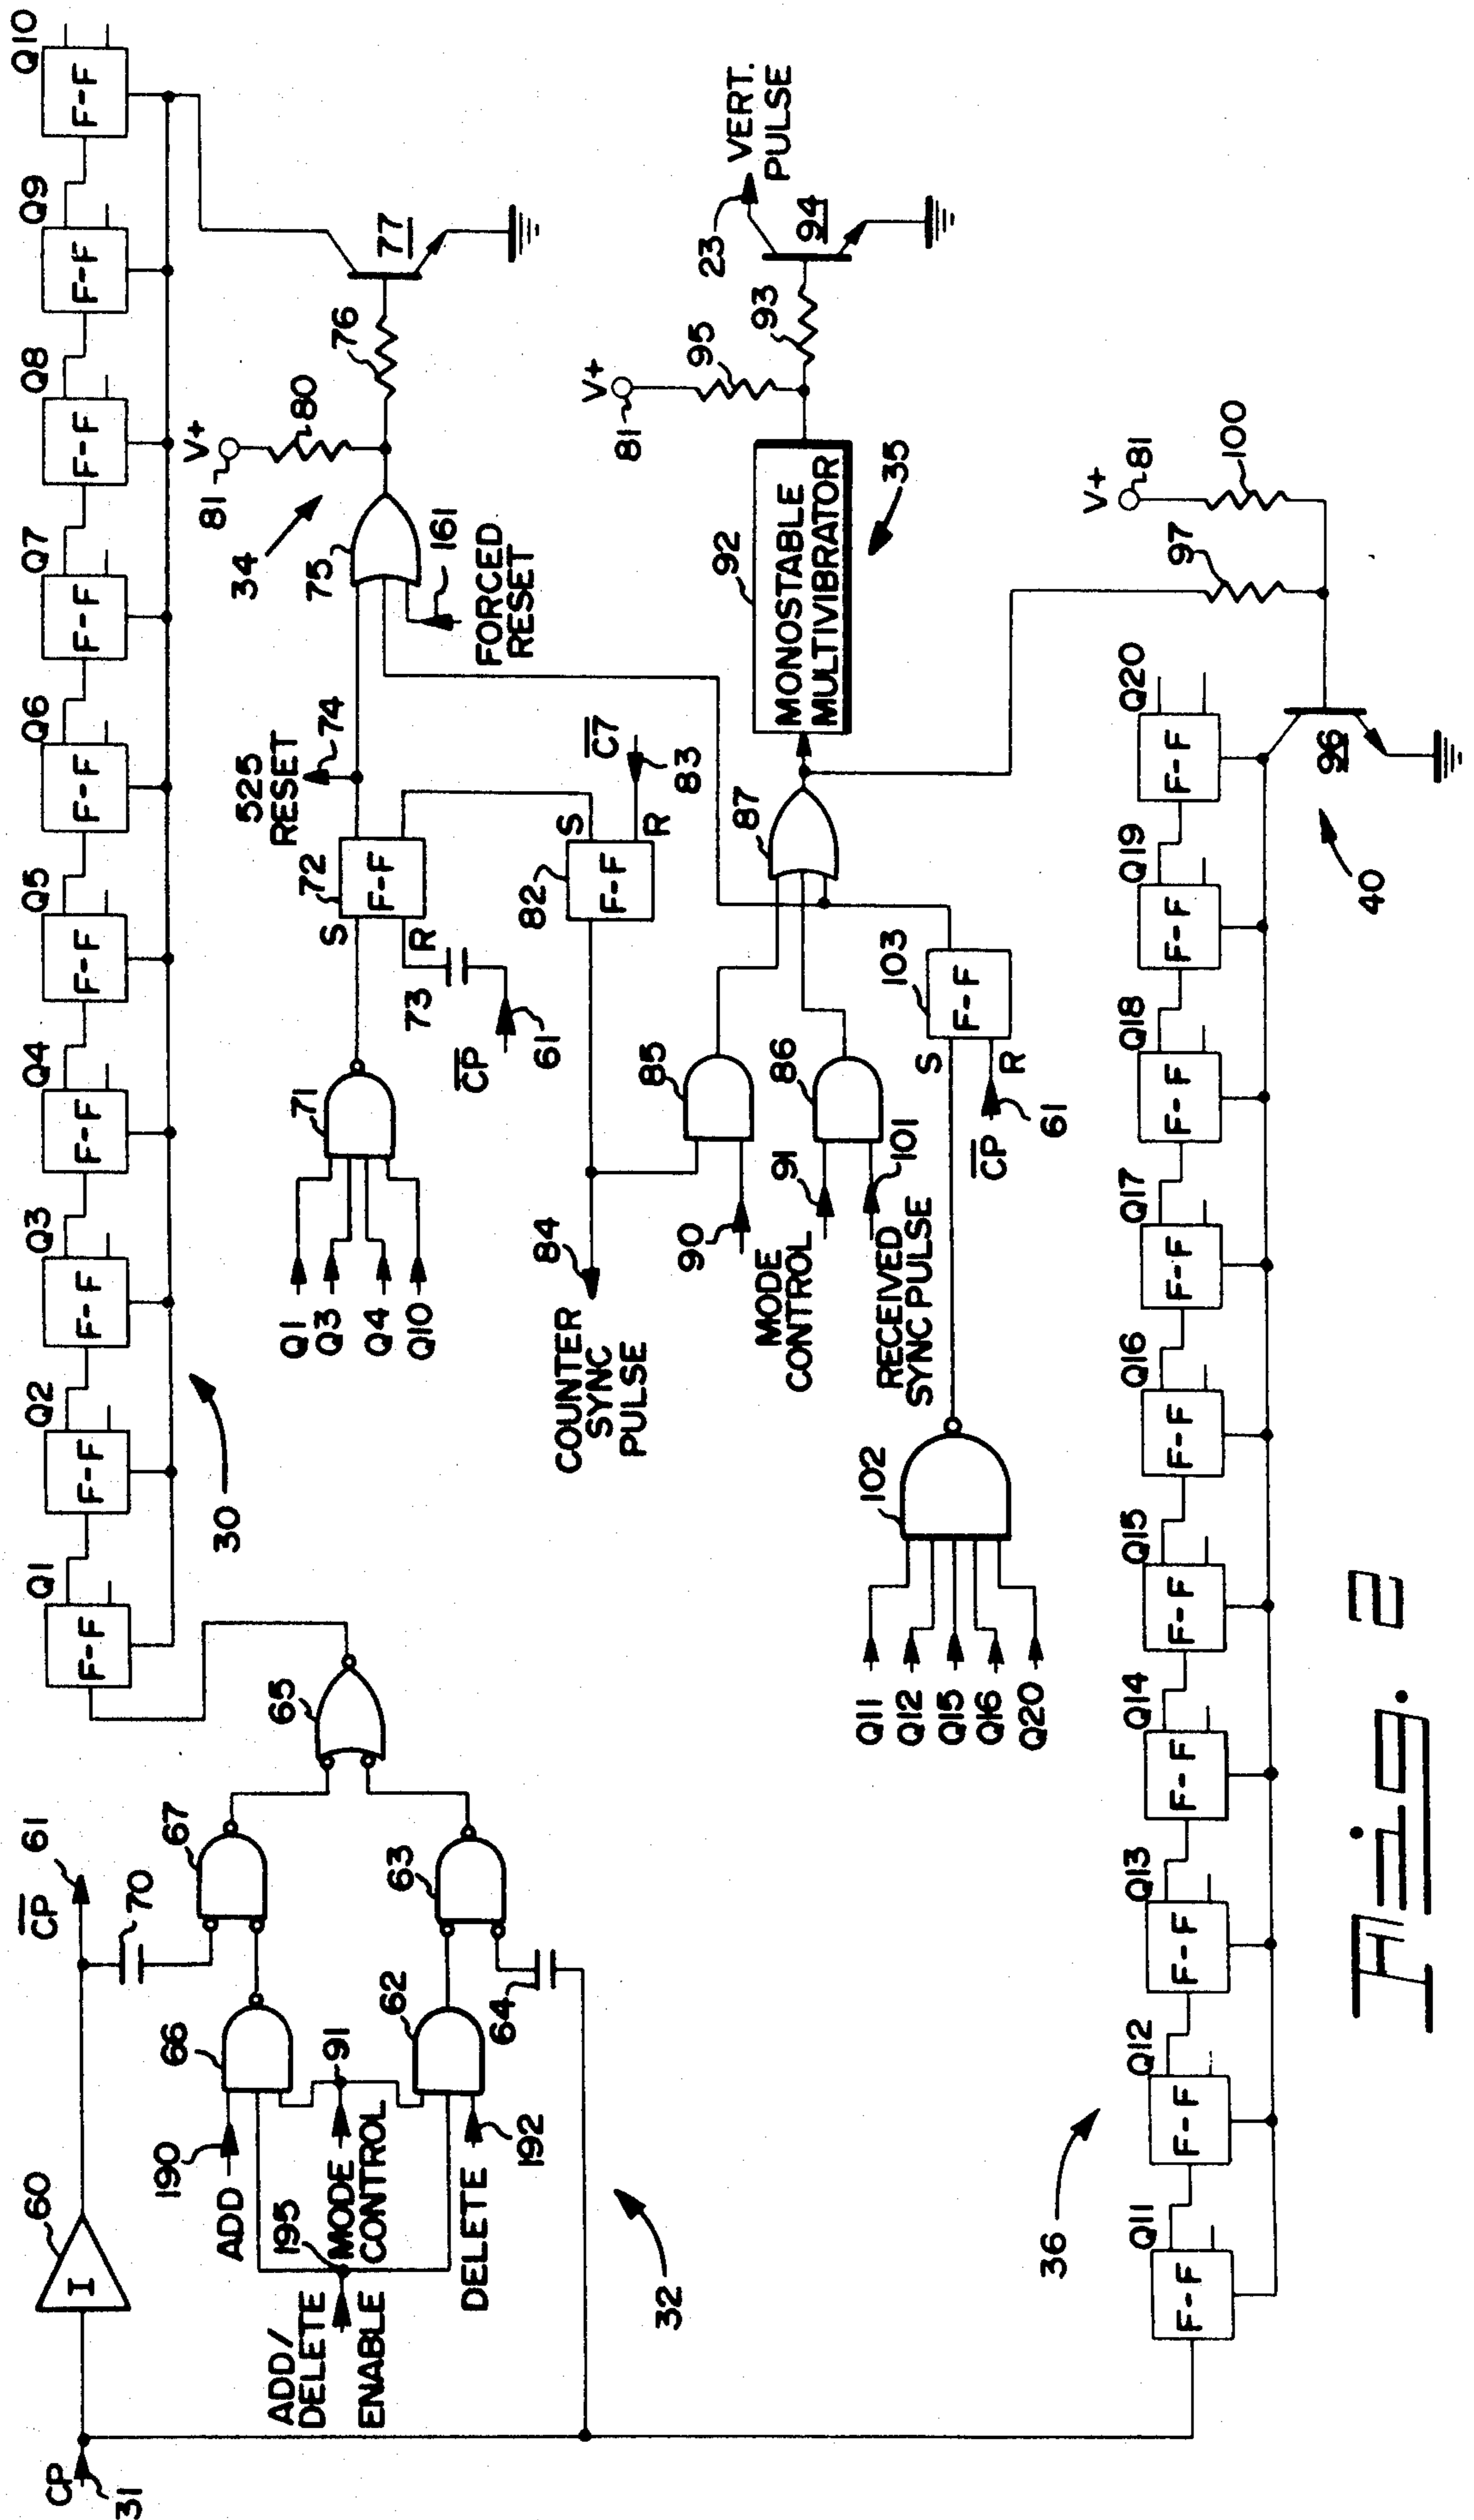 CP
31
I
60
C̅P̅
61
70
67
65
66
62
63
64
190
ADD
195
MODE
CONTROL
91
DELETE
192
ADD/
DELETE
ENABLE
32
Q1
F-F
Q2
F-F
Q3
F-F
Q4
F-F
Q5
F-F
Q6
F-F
Q7
F-F
Q8
F-F
Q9
F-F
Q10
F-F
30
Q1
Q3
Q4
Q10
71
S
R
72
F-F
73
C̅P̅
61
525
RESET
74
34
75
FORCED
RESET
161
V+
81
80
76
77
82
F-F
S
R
C̅7̅
83
84
COUNTER
SYNC
PULSE
85
90
86
MODE
CONTROL
91
RECEIVED
SYNC PULSE
101
87
92
MONOSTABLE
MULTIVIBRATOR
35
V+
81
95
93
94
23
VERT.
PULSE
102
Q11
Q12
Q15
Q16
Q20
103
F-F
S
R
C̅P̅
61
V+
81
97
100
96
40
36
Q11
F-F
Q12
F-F
Q13
F-F
Q14
F-F
Q15
F-F
Q16
F-F
Q17
F-F
Q18
F-F
Q19
F-F
Q20
F-F
Fig. 2